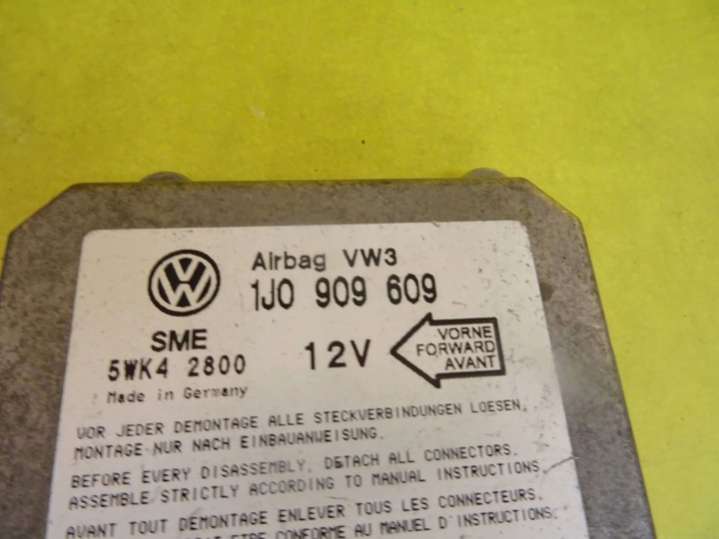 Airbag VW3
1J0 909 609
SME
5WK4 2800
12V
VORNE
FORWARD
AVANT
Made in Germany
VOR JEDER DEMONTAGE ALLE STECKVERBINDUNGEN LOESEN.
MONTAGE NUR NACH EINBAUANWEISUNG.
BEFORE EVERY DISASSEMBLY, DETACH ALL CONNECTORS.
ASSEMBLE STRICTLY ACCORDING TO MANUAL INSTRUCTIONS.
AVANT TOUT DEMONTAGE ENLEVER TOUS LES CONNECTEURS.
DOIT ETRE CONFORME AU MANUEL D'INSTRUCTIONS.